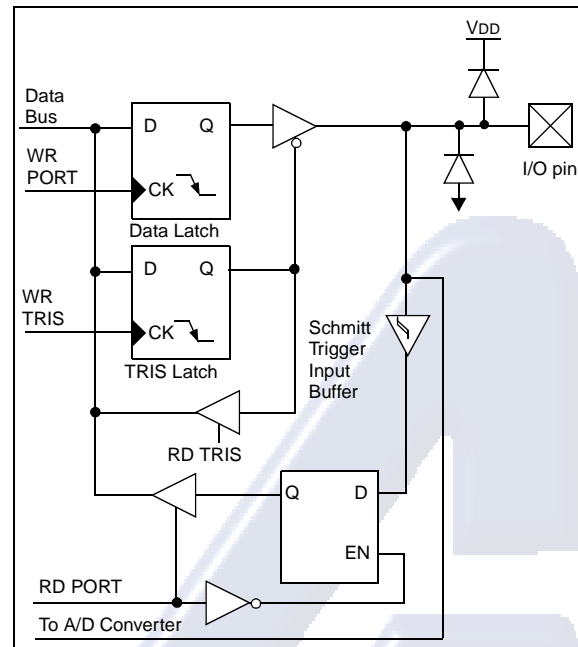 VDD
Data
Bus
D Q
WR
PORT
CK
I/O pin
Data Latch
D Q
WR
TRIS
CK
Schmitt
Trigger
Input
Buffer
TRIS Latch
RD TRIS
Q D
EN
RD PORT
To A/D Converter